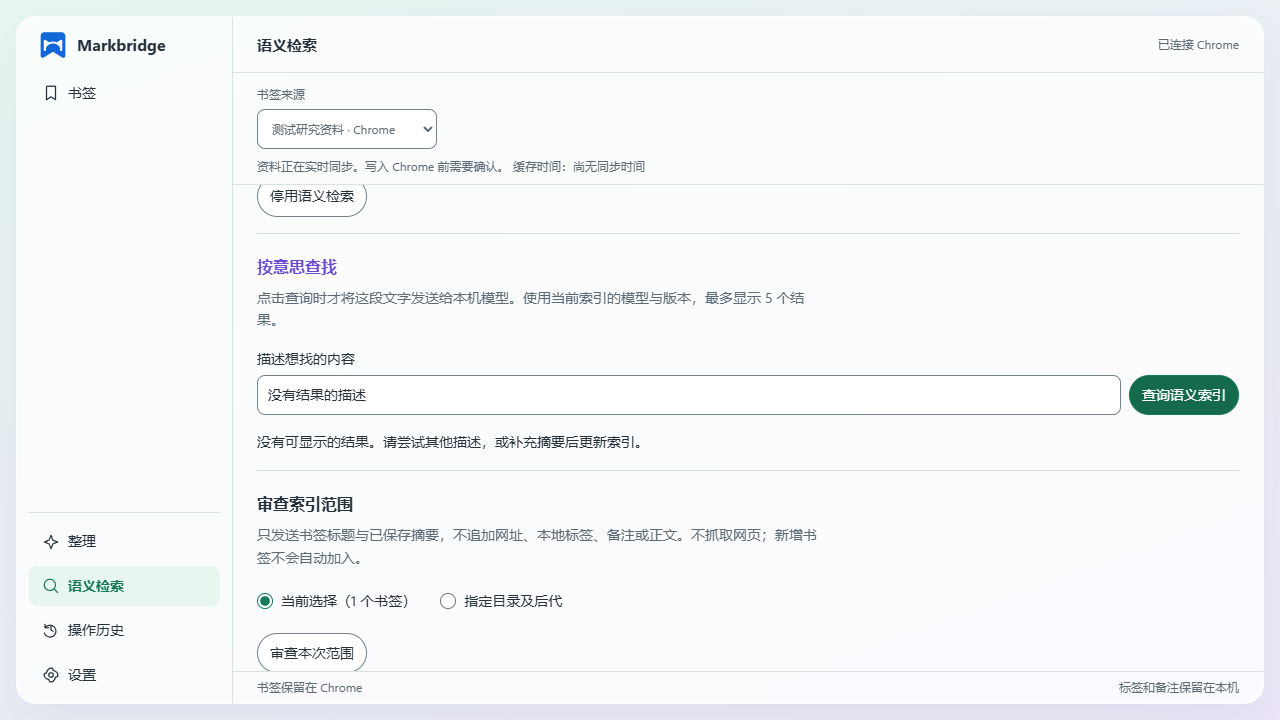 Markbridge
语义检索
已连接 Chrome
书签
书签来源
测试研究资料 · Chrome
资料正在实时同步。写入 Chrome 前需要确认。 缓存时间：尚无同步时间
停用语义检索
按意思查找
点击查询时才将这段文字发送给本机模型。使用当前索引的模型与版本，最多显示 5 个结
果。
描述想找的内容
没有结果的描述
查询语义索引
没有可显示的结果。请尝试其他描述，或补充摘要后更新索引。
审查索引范围
只发送书签标题与已保存摘要，不追加网址、本地标签、备注或正文。不抓取网页；新增书
签不会自动加入。
当前选择（1 个书签）
指定目录及后代
审查本次范围
整理
语义检索
操作历史
设置
书签保留在 Chrome
标签和备注保留在本机